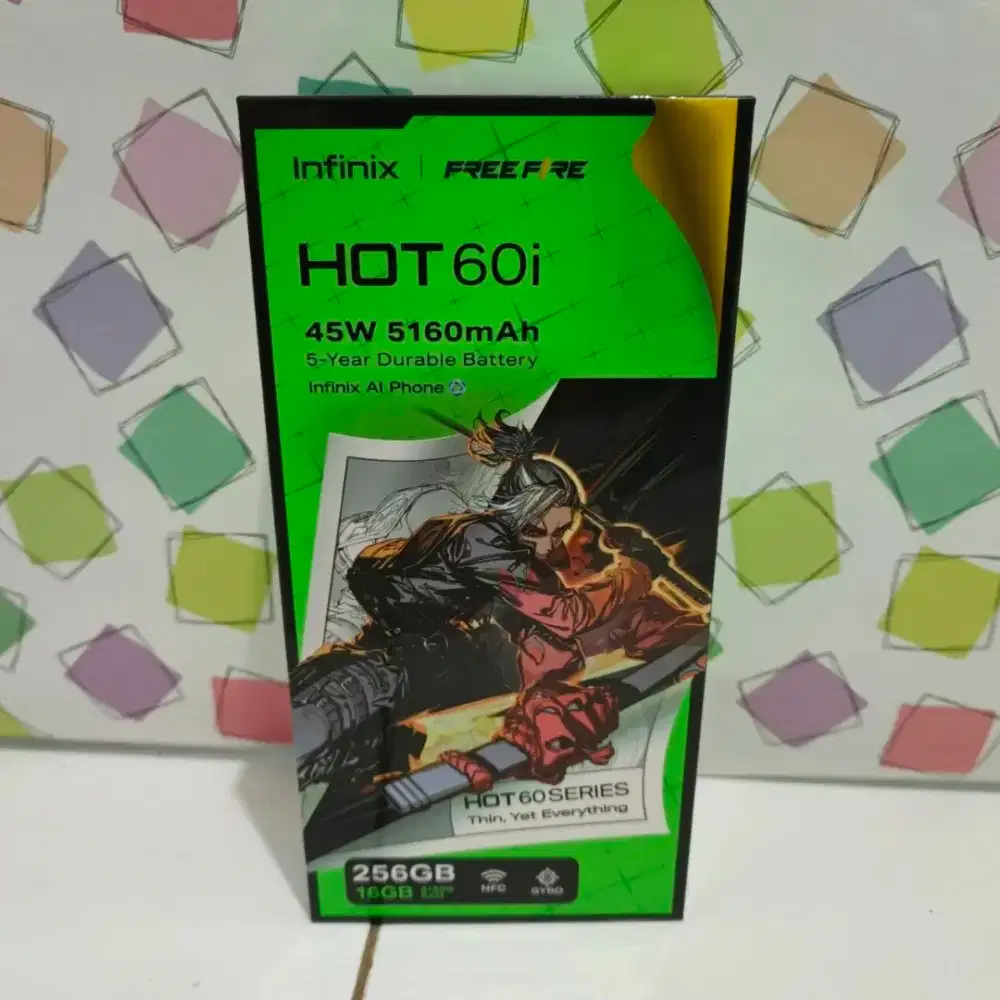 Infinix | FREE FIRE
HOT 60i
45W 5160mAh
5-Year Durable Battery
Infinix AI Phone
HOT 60 SERIES
Thin, Yet Everything
256GB
16GB
NFC
GYRO